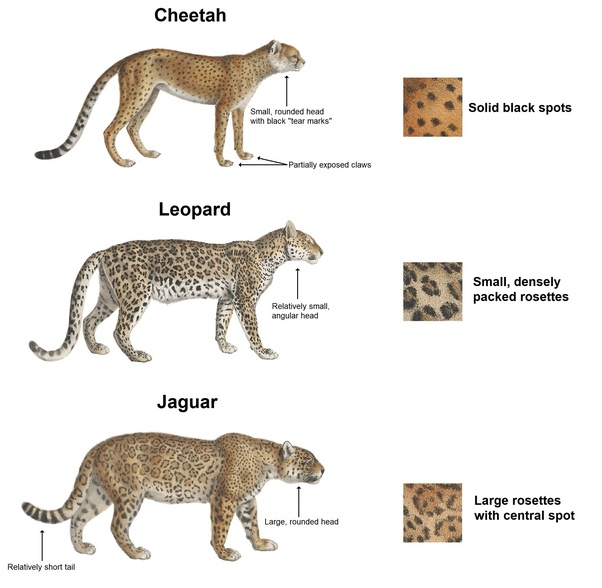 Cheetah
Small, rounded head
with black "tear marks"
Partially exposed claws
Solid black spots
Leopard
Relatively small,
angular head
Small, densely
packed rosettes
Jaguar
Large, rounded head
Relatively short tail
Large rosettes
with central spot